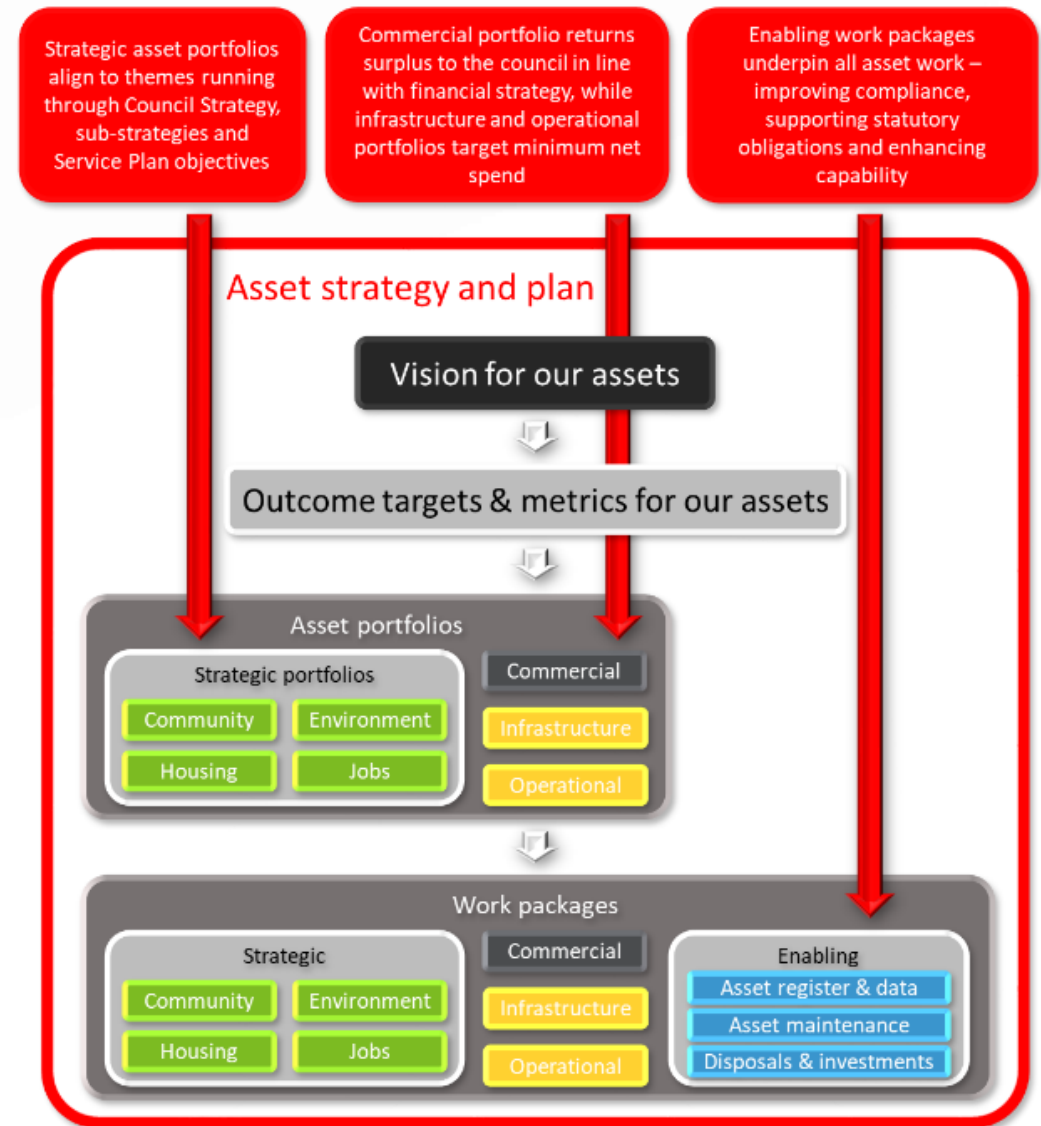 Strategic asset portfolios
align to themes running
through Council Strategy,
sub-strategies and
Service Plan objectives
Commercial portfolio returns
surplus to the council in line
with financial strategy, while
infrastructure and operational
portfolios target minimum net
spend
Enabling work packages
underpin all asset work –
improving compliance,
supporting statutory
obligations and enhancing
capability
Asset strategy and plan
Vision for our assets
Outcome targets & metrics for our assets
Asset portfolios
Strategic portfolios
Community
Environment
Housing
Jobs
Commercial
Infrastructure
Operational
Work packages
Strategic
Community
Environment
Housing
Jobs
Commercial
Infrastructure
Operational
Enabling
Asset register & data
Asset maintenance
Disposals & investments